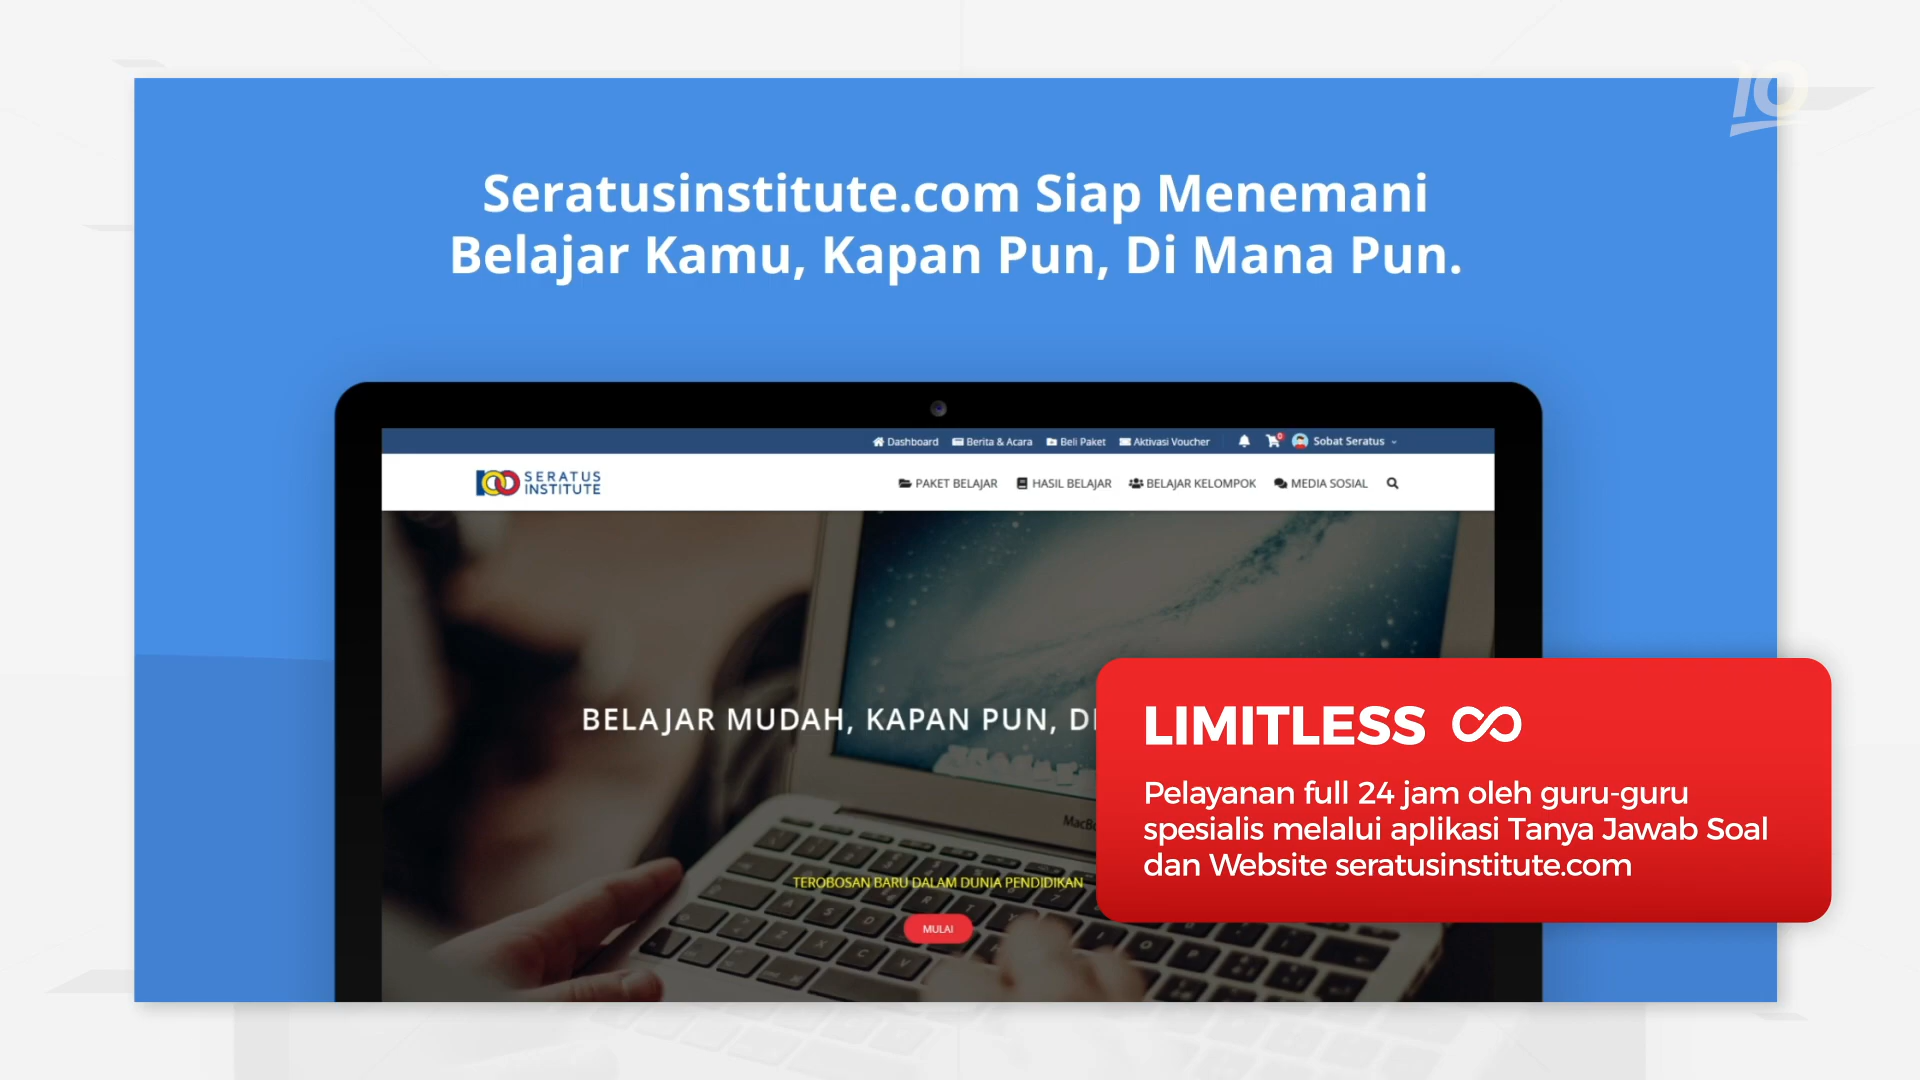 10
Seratusinstitute.com Siap Menemani
Belajar Kamu, Kapan Pun, Di Mana Pun.
Dashboard Berita & Acara Beli Paket Aktivasi Voucher 0 Sobat Seratus
100 SERATUS
INSTITUTE
PAKET BELAJAR HASIL BELAJAR BELAJAR KELOMPOK MEDIA SOSIAL
BELAJAR MUDAH, KAPAN PUN, DI
TEROBOSAN BARU DALAM DUNIA PENDIDIKAN
MULAI
LIMITLESS
Pelayanan full 24 jam oleh guru-guru
spesialis melalui aplikasi Tanya Jawab Soal
dan Website seratusinstitute.com